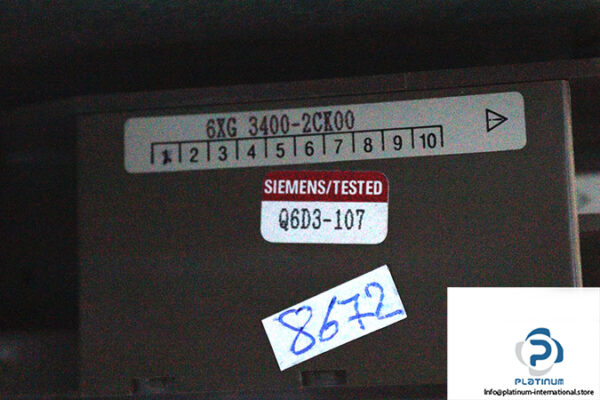 6XG 3400-2CK00
1 2 3 4 5 6 7 8 9 10
SIEMENS/TESTED
Q6D3-107
8672
PLATINUM
Info@platinum-international.store